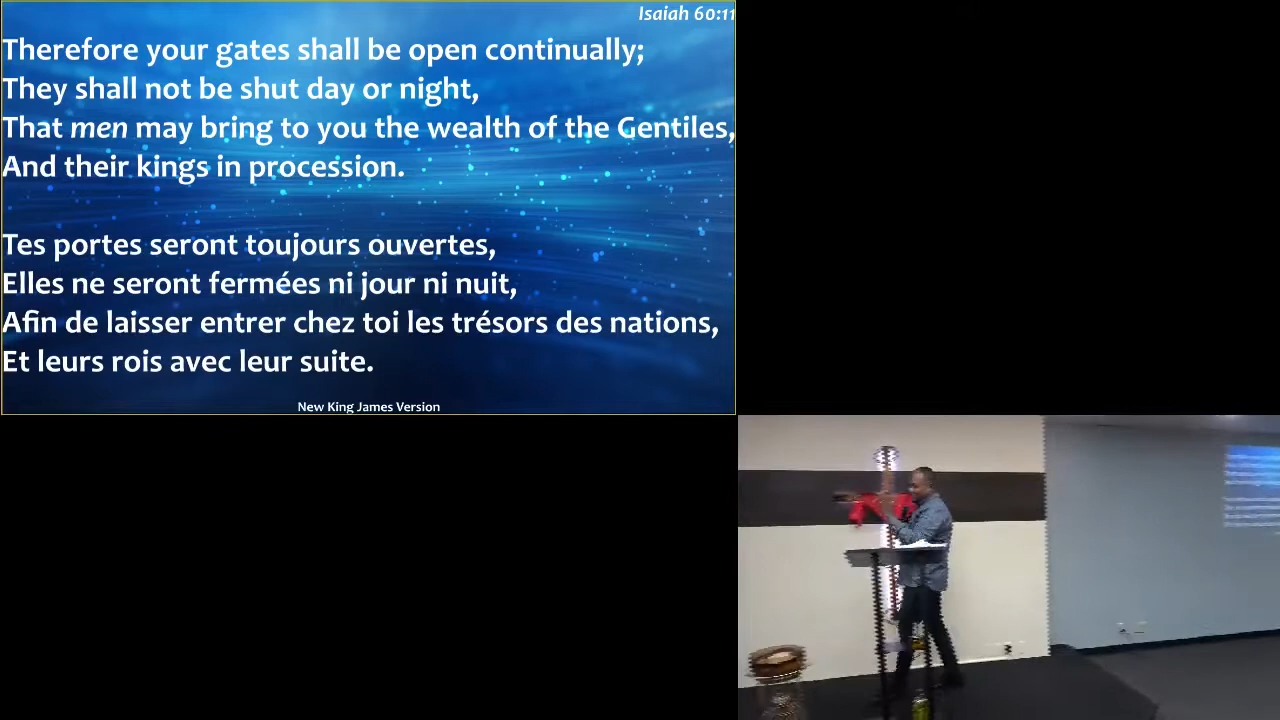 Isaiah 60:11
Therefore your gates shall be open continually;
They shall not be shut day or night,
That men may bring to you the wealth of the Gentiles,
And their kings in procession.
Tes portes seront toujours ouvertes,
Elles ne seront fermées ni jour ni nuit,
Afin de laisser entrer chez toi les trésors des nations,
Et leurs rois avec leur suite.
New King James Version